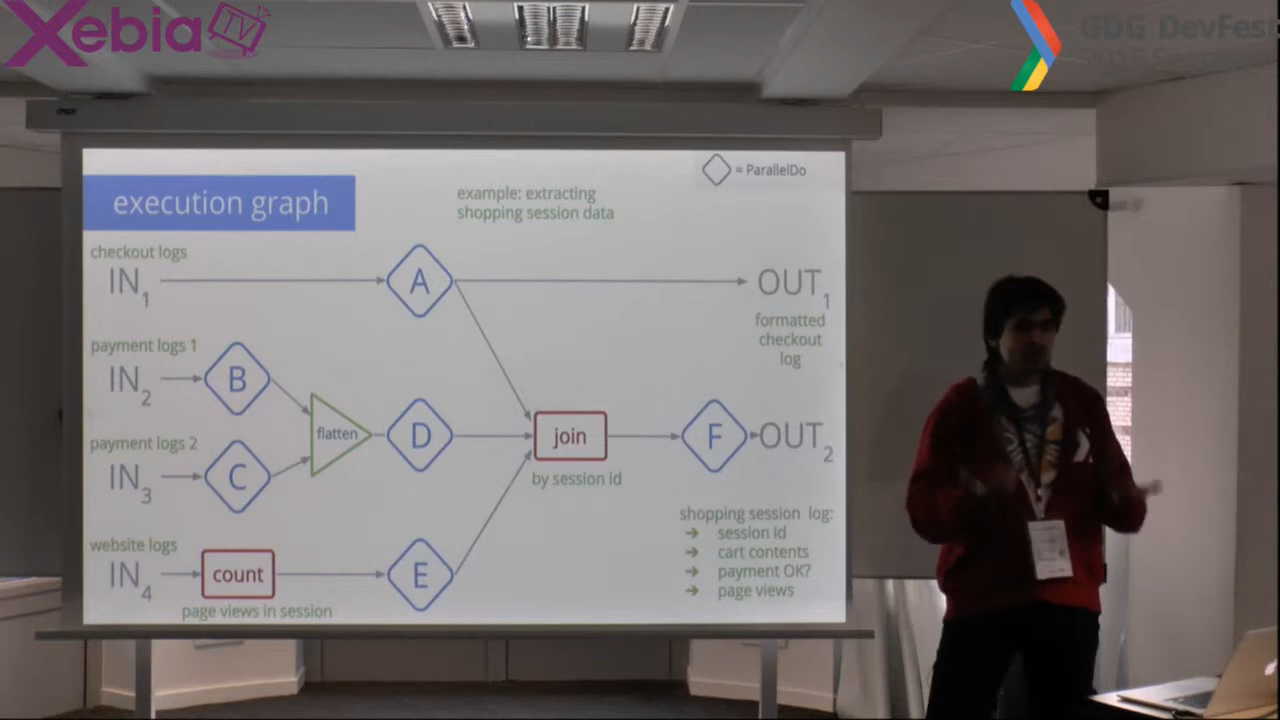 Xebia TV
GDG DevFest
execution graph
example: extracting
shopping session data
= ParallelDo
checkout logs
IN1
A
OUT1
formatted
checkout
log
payment logs 1
IN2
B
flatten
D
join
by session id
F
OUT2
payment logs 2
IN3
C
website logs
IN4
count
page views in session
E
shopping session log:
→ session id
→ cart contents
→ payment OK?
→ page views